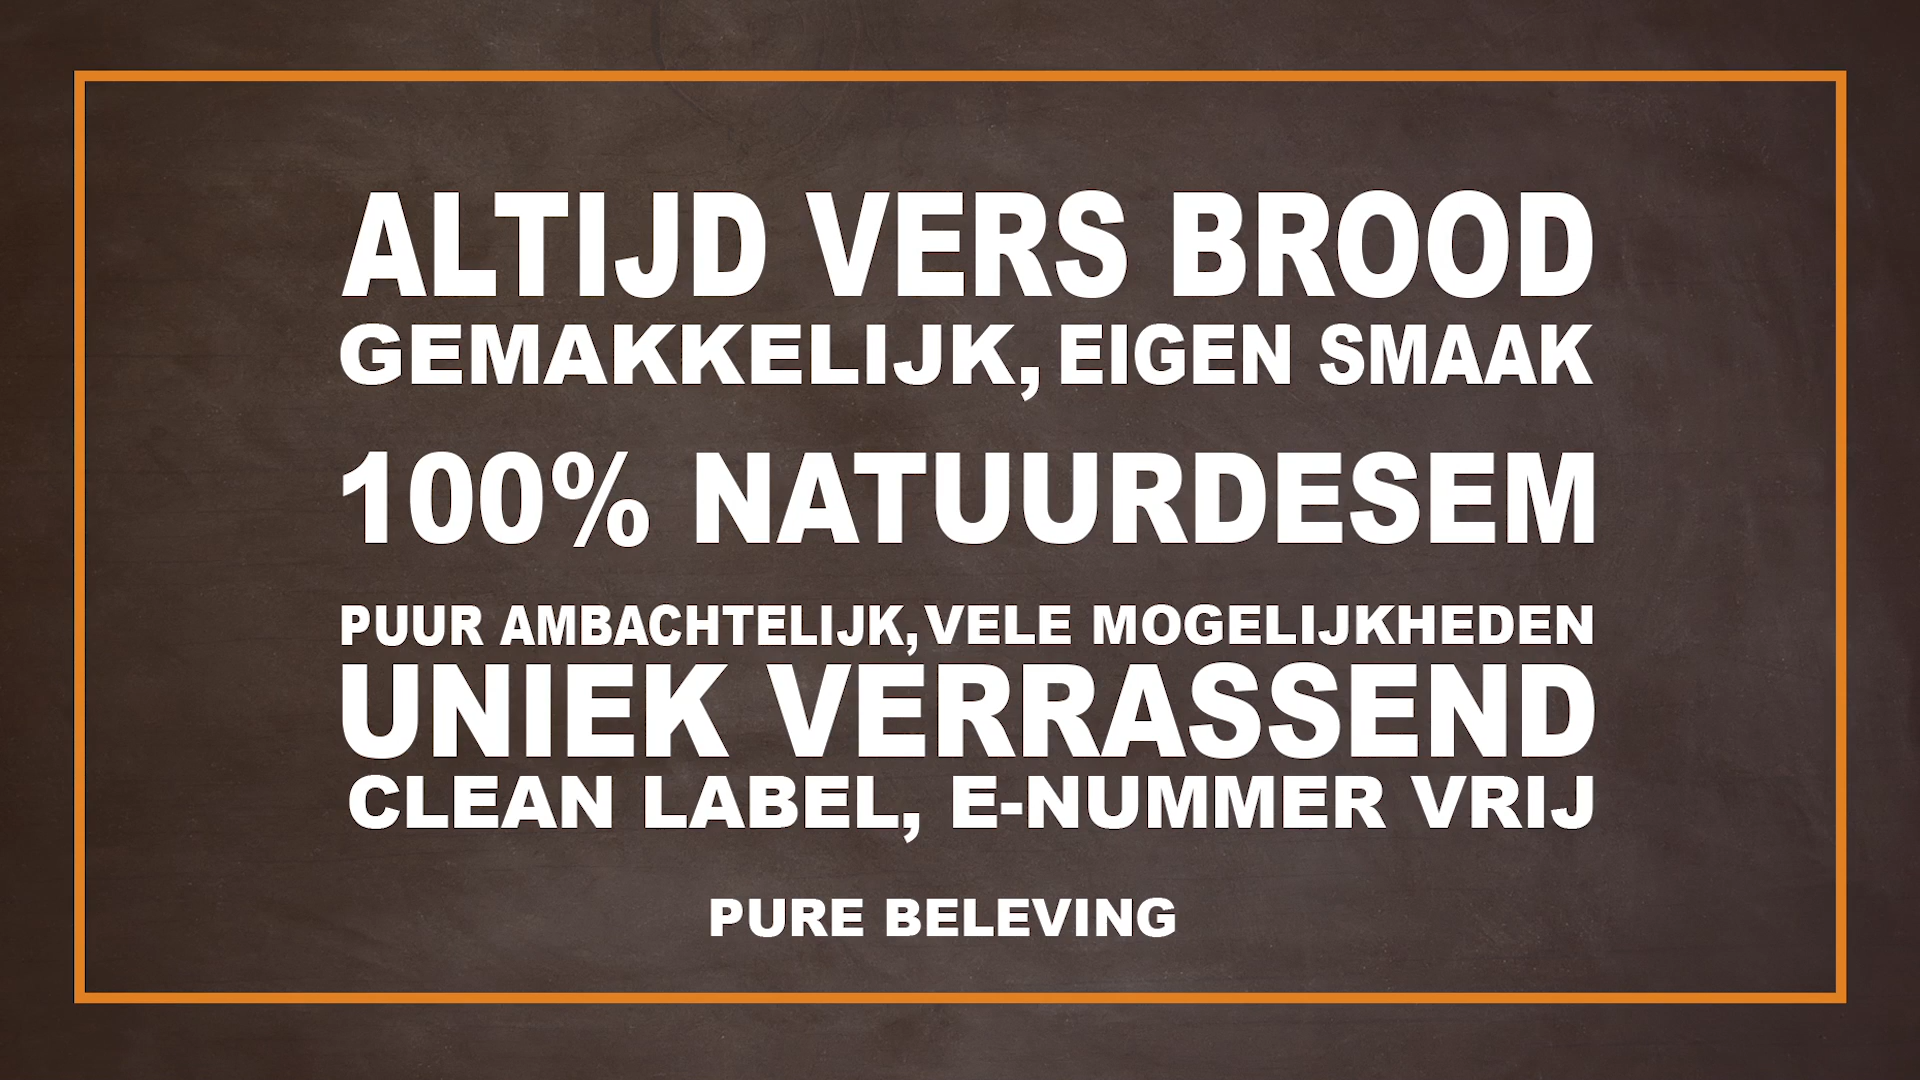 ALTIJD VERS BROOD
GEMAKKELIJK, EIGEN SMAAK
100% NATUURDESEM
PUUR AMBACHTELIJK, VELE MOGELIJKHEDEN
UNIEK VERRASSEND
CLEAN LABEL, E-NUMMER VRIJ
PURE BELEVING